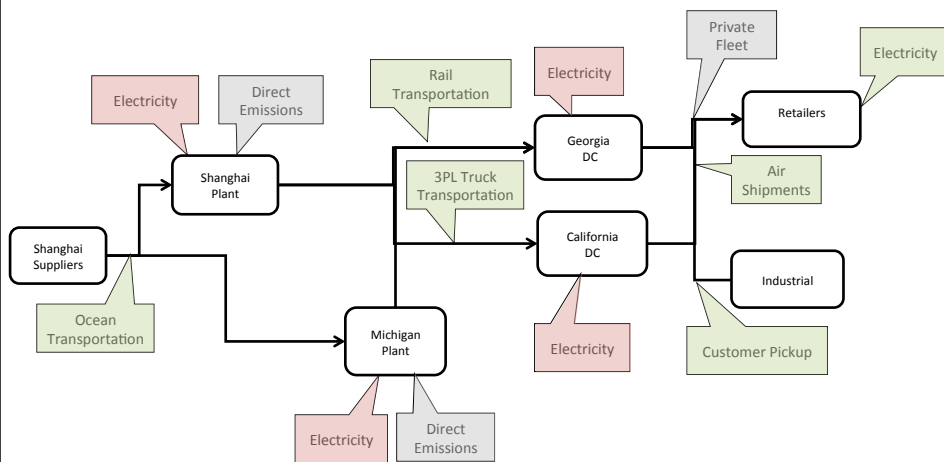 Private
Fleet
Electricity
Rail
Transportation
Electricity
Electricity
Direct
Emissions
Retailers
Georgia
DC
3PL Truck
Transportation
Air
Shipments
Shanghai
Plant
Shanghai
Suppliers
California
DC
Industrial
Ocean
Transportation
Michigan
Plant
Electricity
Customer Pickup
Electricity
Direct
Emissions